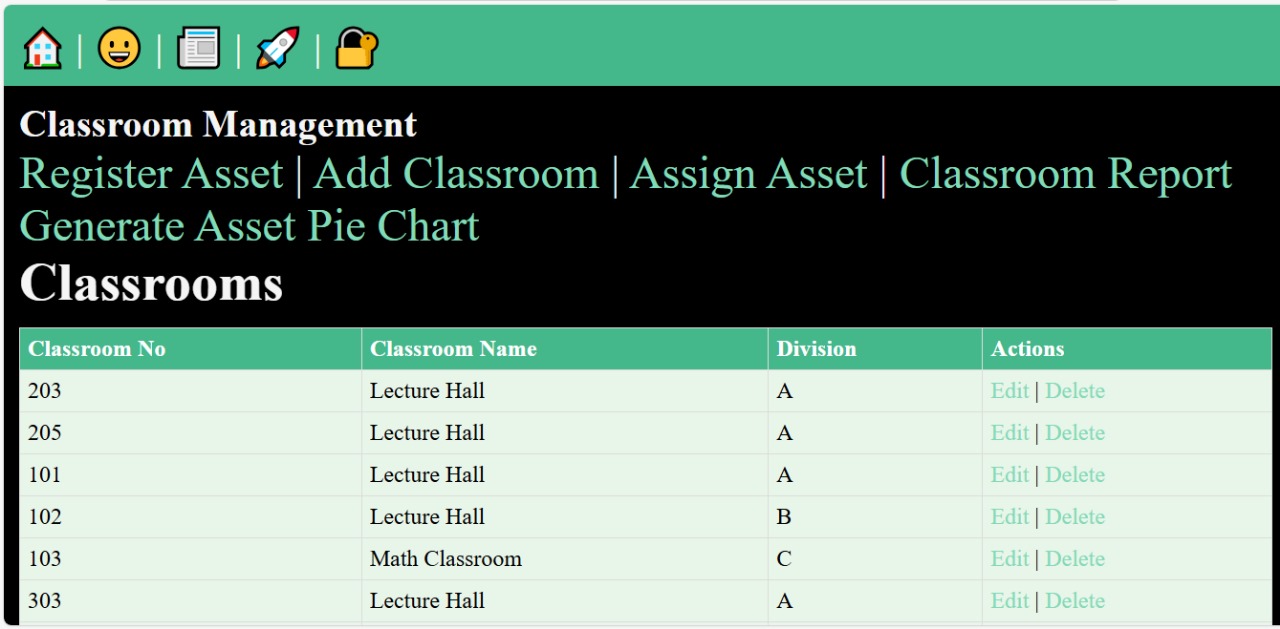 | | | |
Classroom Management
Register Asset | Add Classroom | Assign Asset | Classroom Report
Generate Asset Pie Chart
Classrooms
Classroom No Classroom Name Division Actions
203 Lecture Hall A Edit | Delete
205 Lecture Hall A Edit | Delete
101 Lecture Hall A Edit | Delete
102 Lecture Hall B Edit | Delete
103 Math Classroom C Edit | Delete
303 Lecture Hall A Edit | Delete